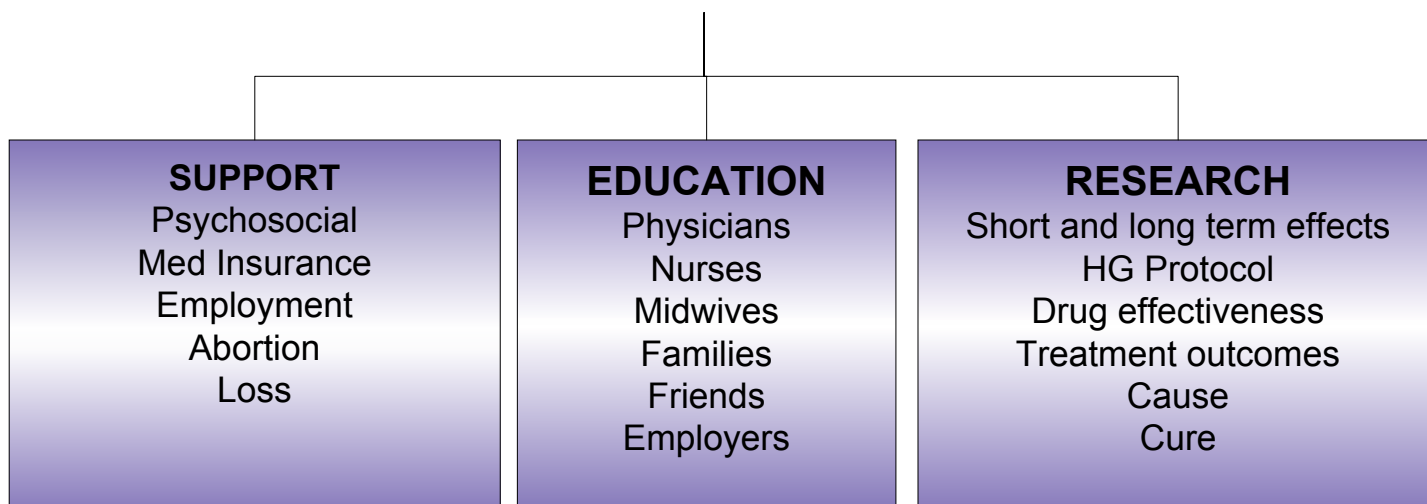 SUPPORT
Psychosocial
Med Insurance
Employment
Abortion
Loss
EDUCATION
Physicians
Nurses
Midwives
Families
Friends
Employers
RESEARCH
Short and long term effects
HG Protocol
Drug effectiveness
Treatment outcomes
Cause
Cure